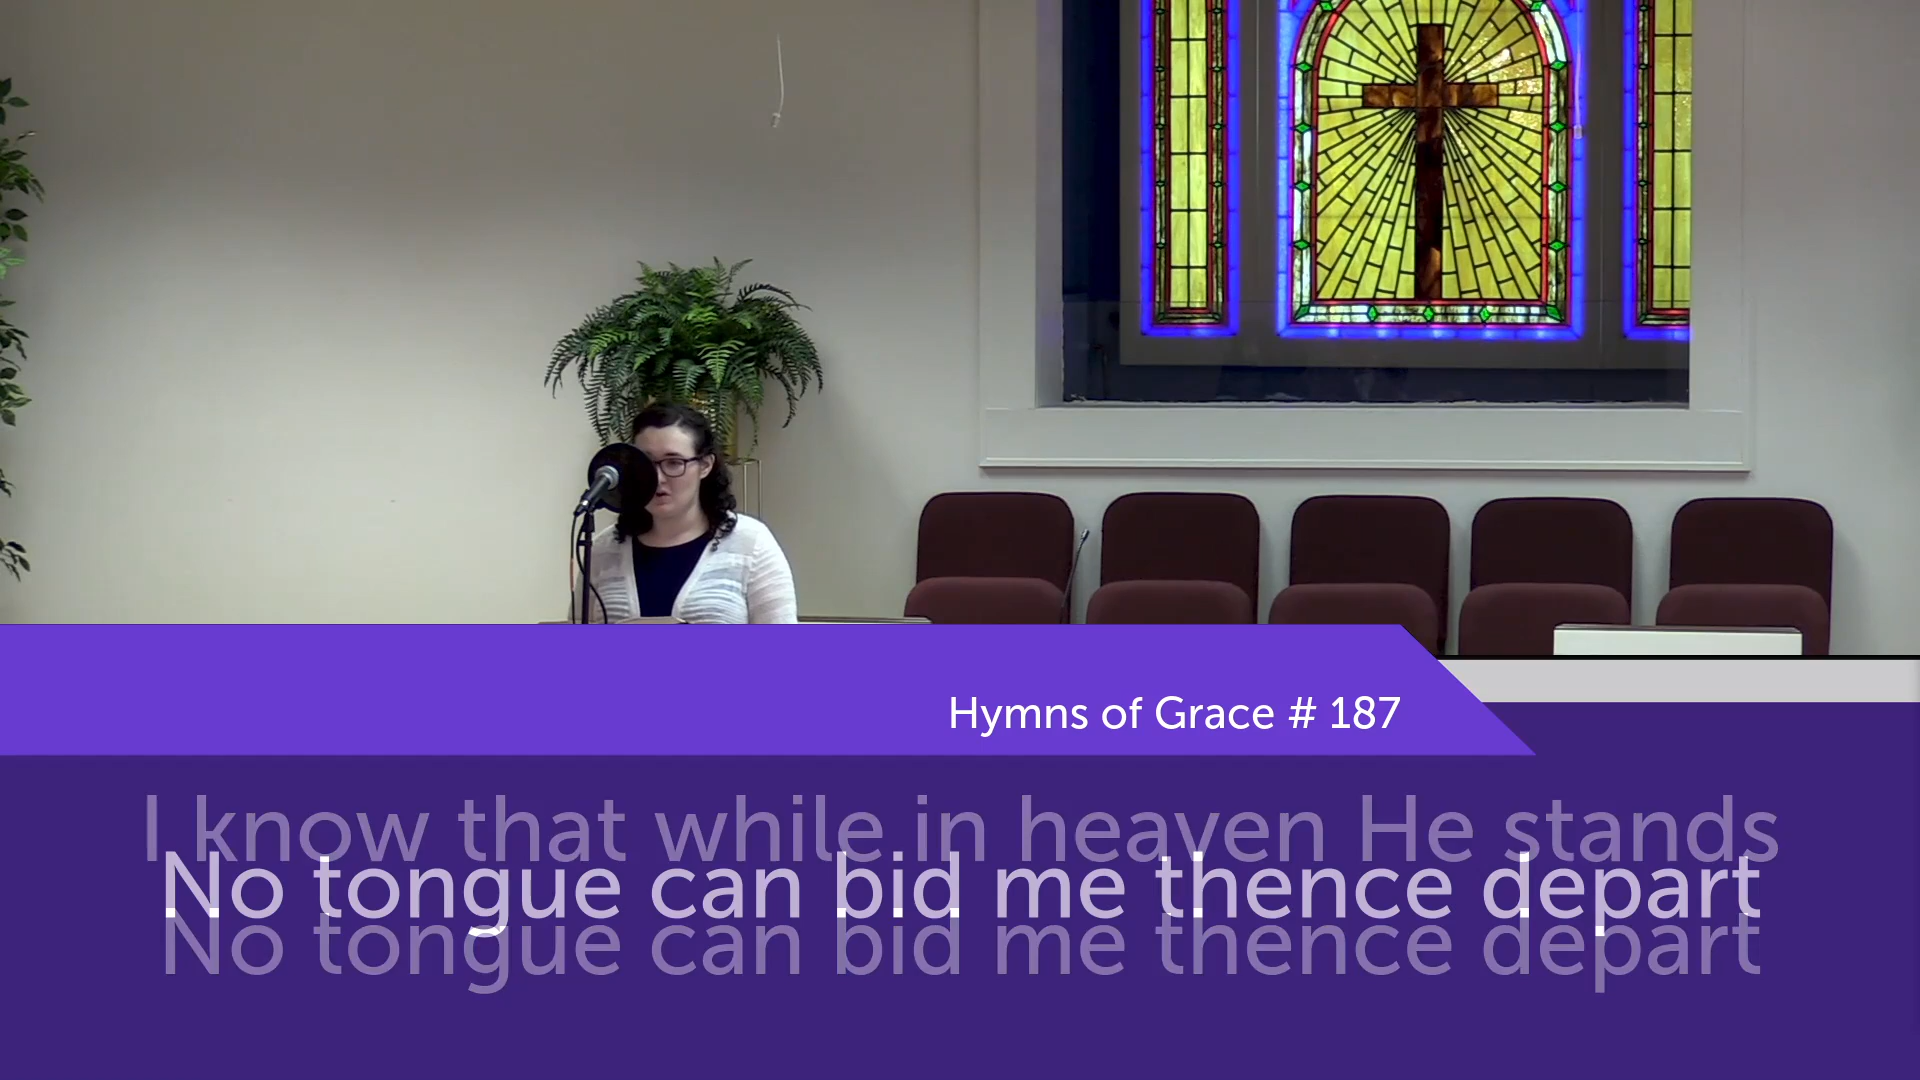 Hymns of Grace # 187
I know that while in heaven He stands
No tongue can bid me thence depart
No tongue can bid me thence depart